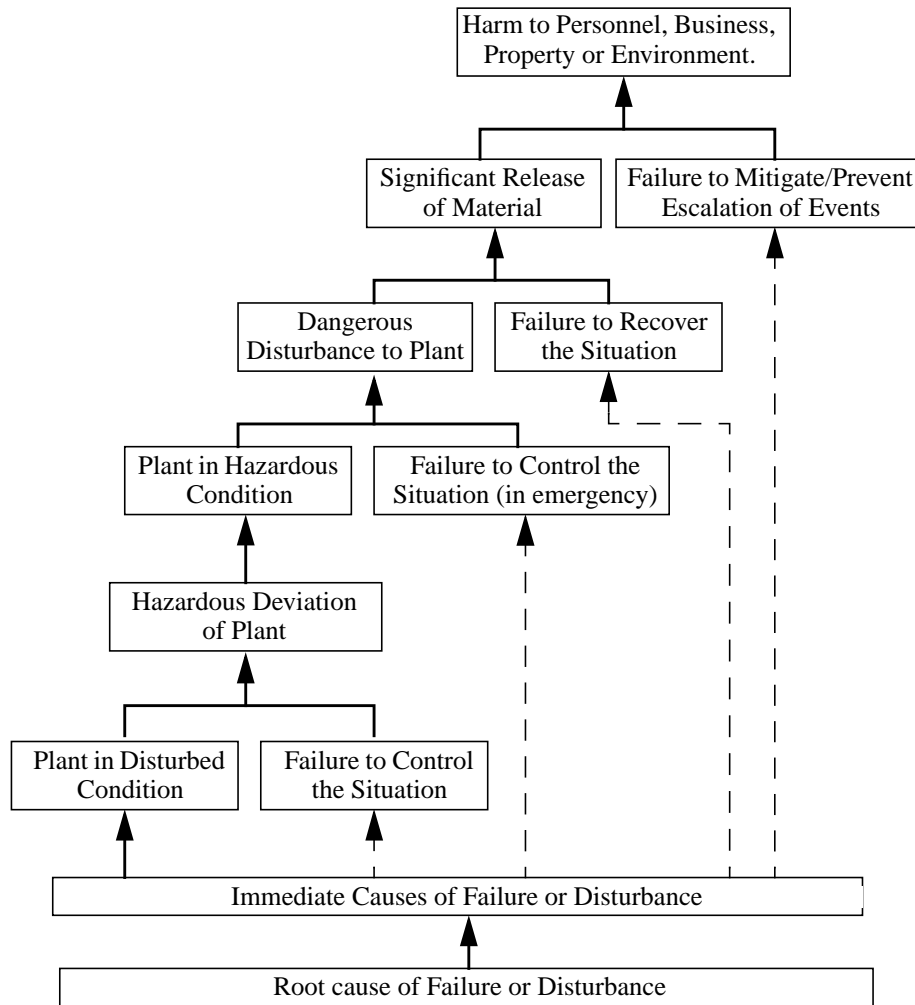 Harm to Personnel, Business,
Property or Environment.
Significant Release
of Material
Failure to Mitigate/Prevent
Escalation of Events
Dangerous
Disturbance to Plant
Failure to Recover
the Situation
Plant in Hazardous
Condition
Failure to Control the
Situation (in emergency)
Hazardous Deviation
of Plant
Plant in Disturbed
Condition
Failure to Control
the Situation
Immediate Causes of Failure or Disturbance
Root cause of Failure or Disturbance